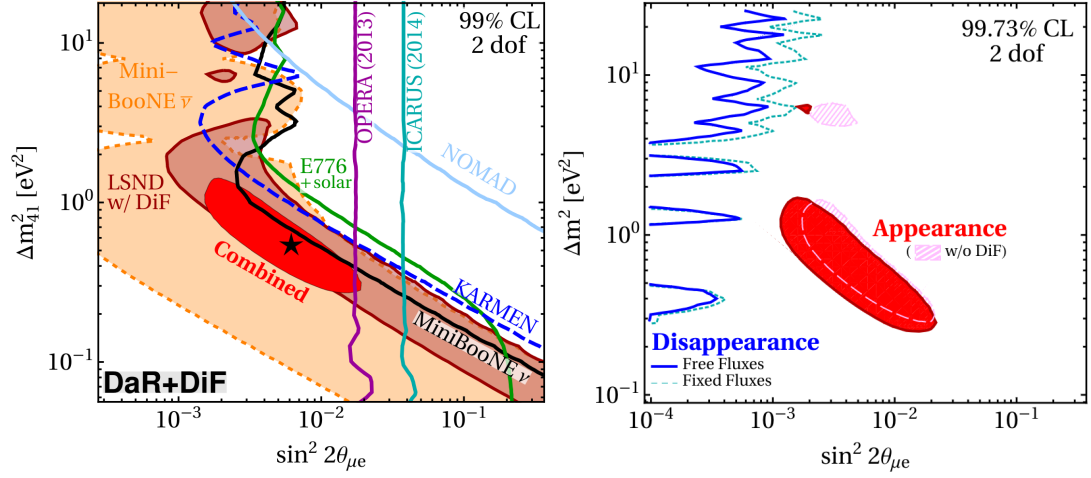 99% CL
2 dof
Mini–
BooNE ν̅
OPERA (2013)
ICARUS (2014)
NOMAD
E776
+ solar
LSND
w/ DiF
Combined
KARMEN
MiniBooNE ν
DaR+DiF
10¹
10⁰
10⁻¹
Δm²₄₁ [eV²]
10⁻³
10⁻²
10⁻¹
sin² 2θμe
99.73% CL
2 dof
Appearance
( w/o DiF)
Disappearance
Free Fluxes
Fixed Fluxes
10¹
10⁰
10⁻¹
Δm² [eV²]
10⁻⁴
10⁻³
10⁻²
10⁻¹
sin² 2θμe